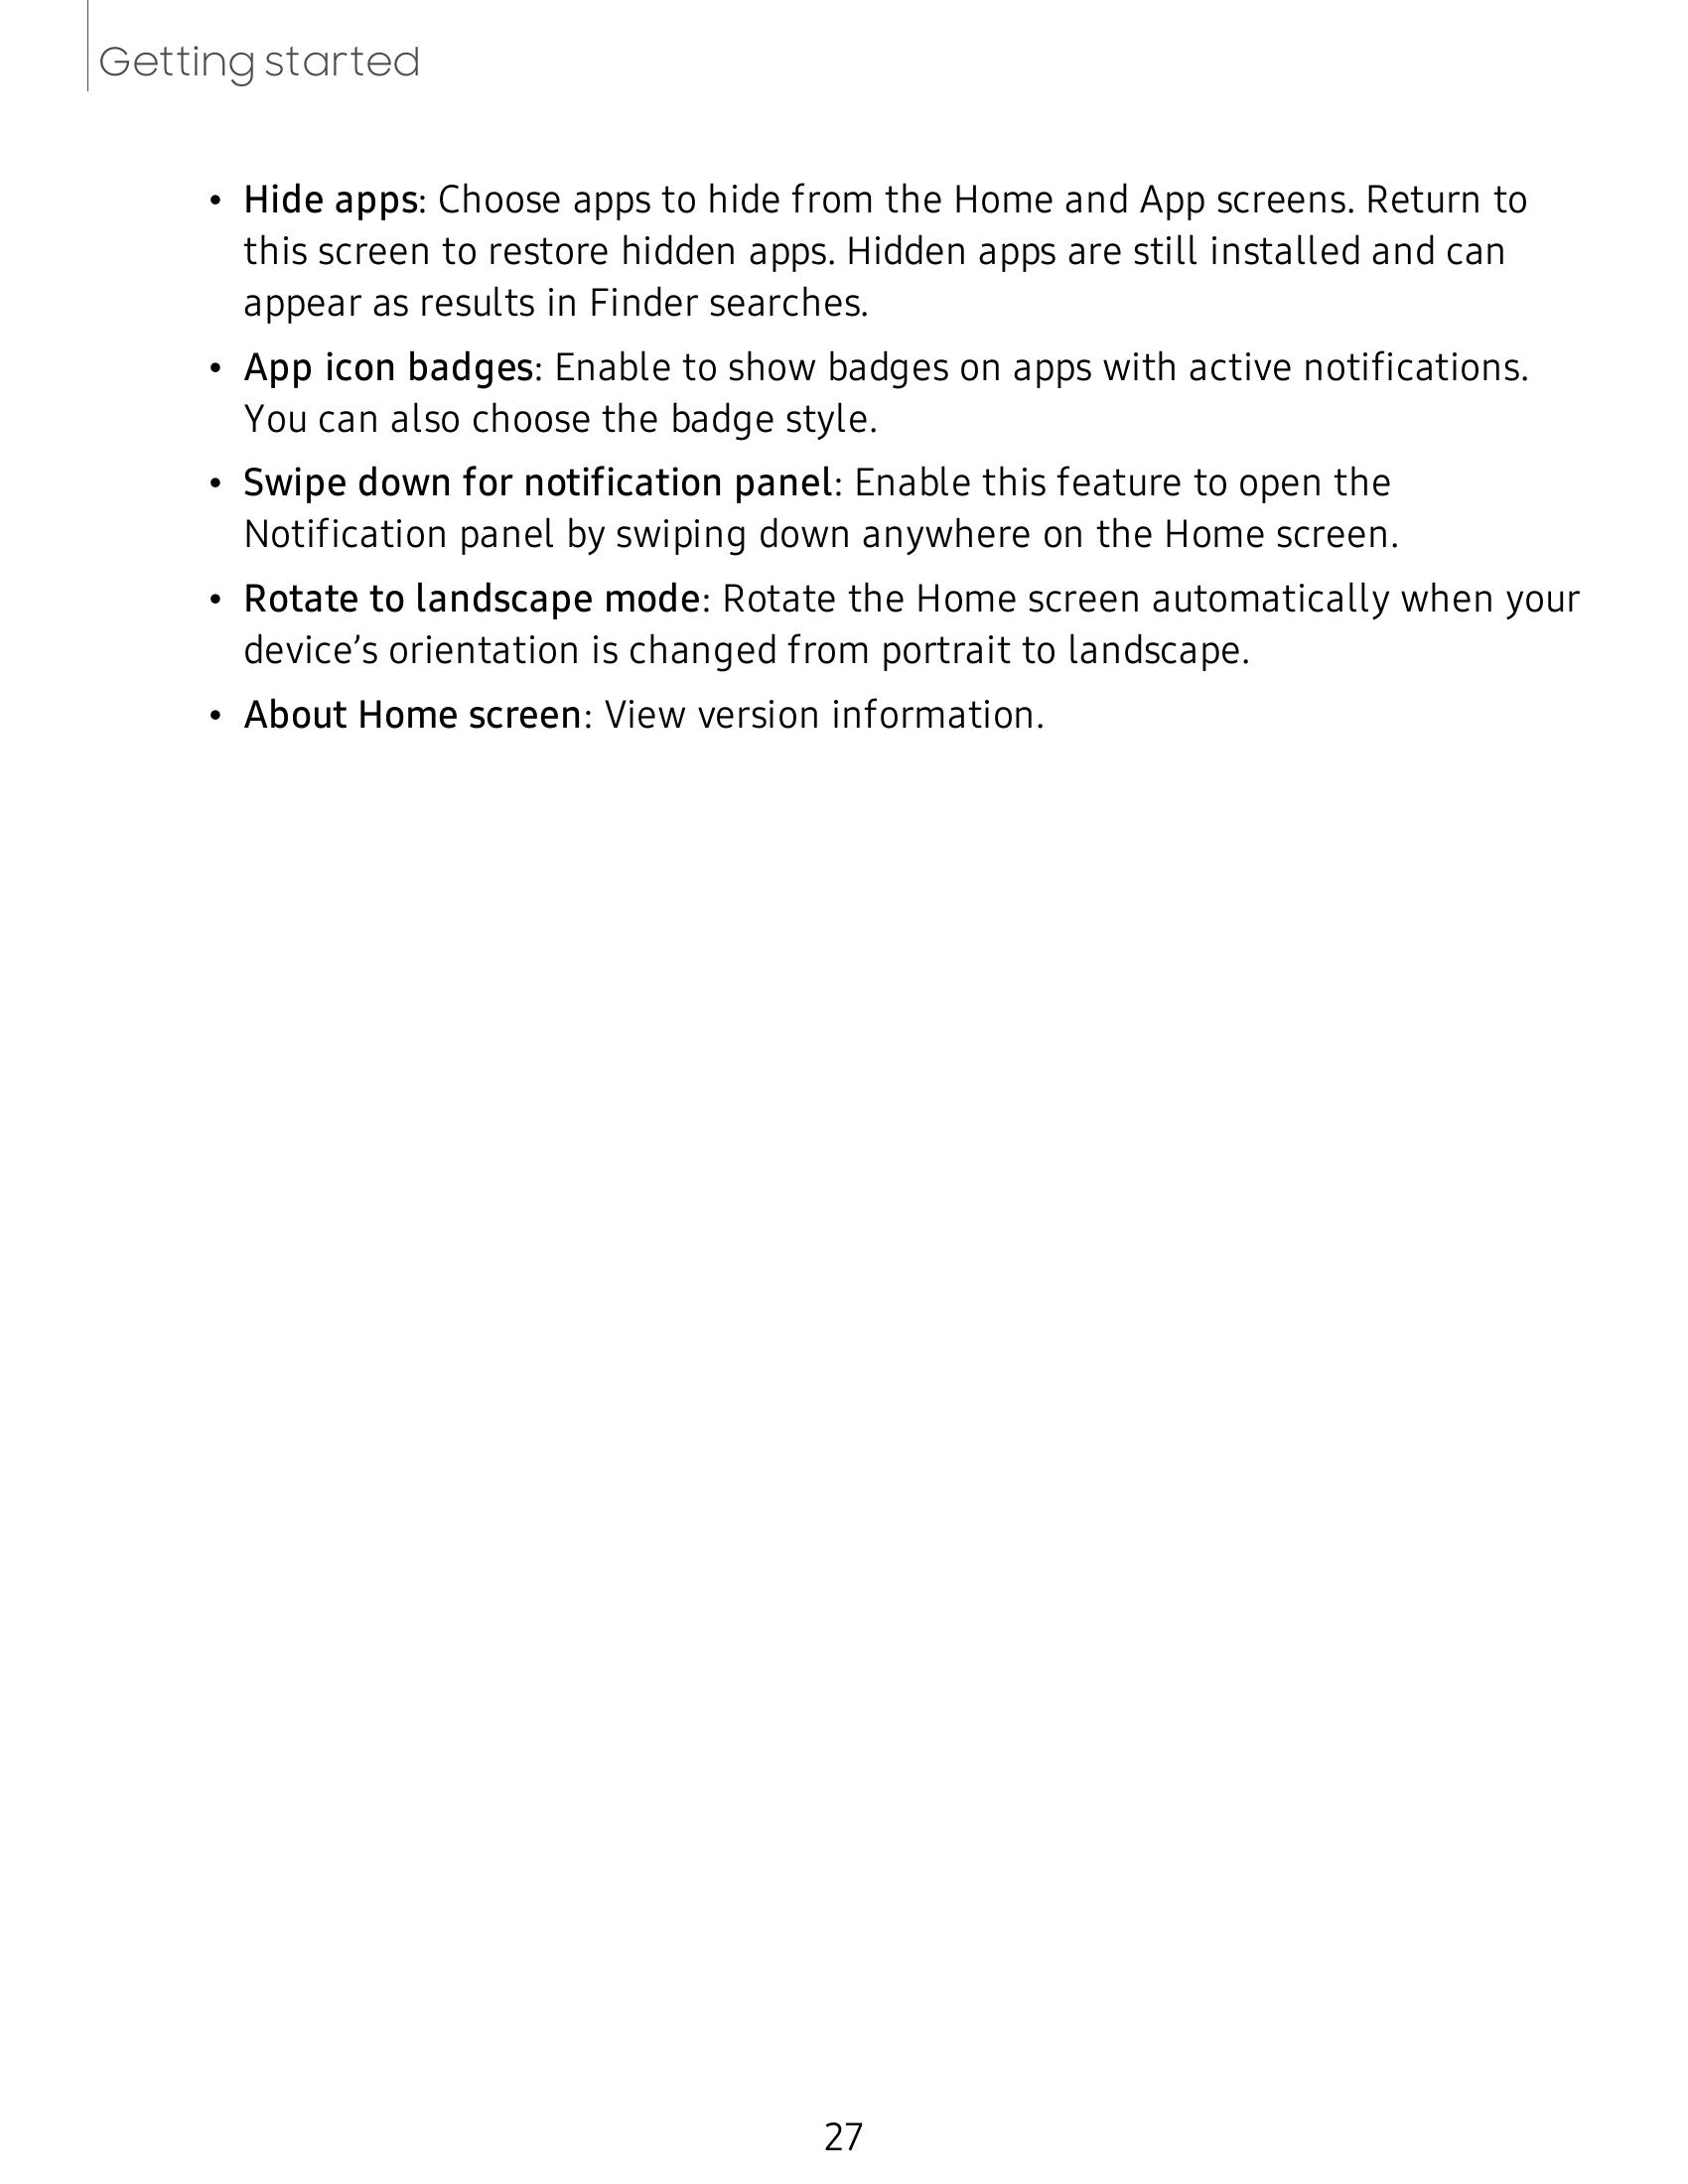 Getting started
• Hide apps: Choose apps to hide from the Home and App screens. Return to
this screen to restore hidden apps. Hidden apps are still installed and can
appear as results in Finder searches.
• App icon badges: Enable to show badges on apps with active notifications.
You can also choose the badge style.
• Swipe down for notification panel: Enable this feature to open the
Notification panel by swiping down anywhere on the Home screen.
• Rotate to landscape mode: Rotate the Home screen automatically when your
device’s orientation is changed from portrait to landscape.
• About Home screen: View version information.
27